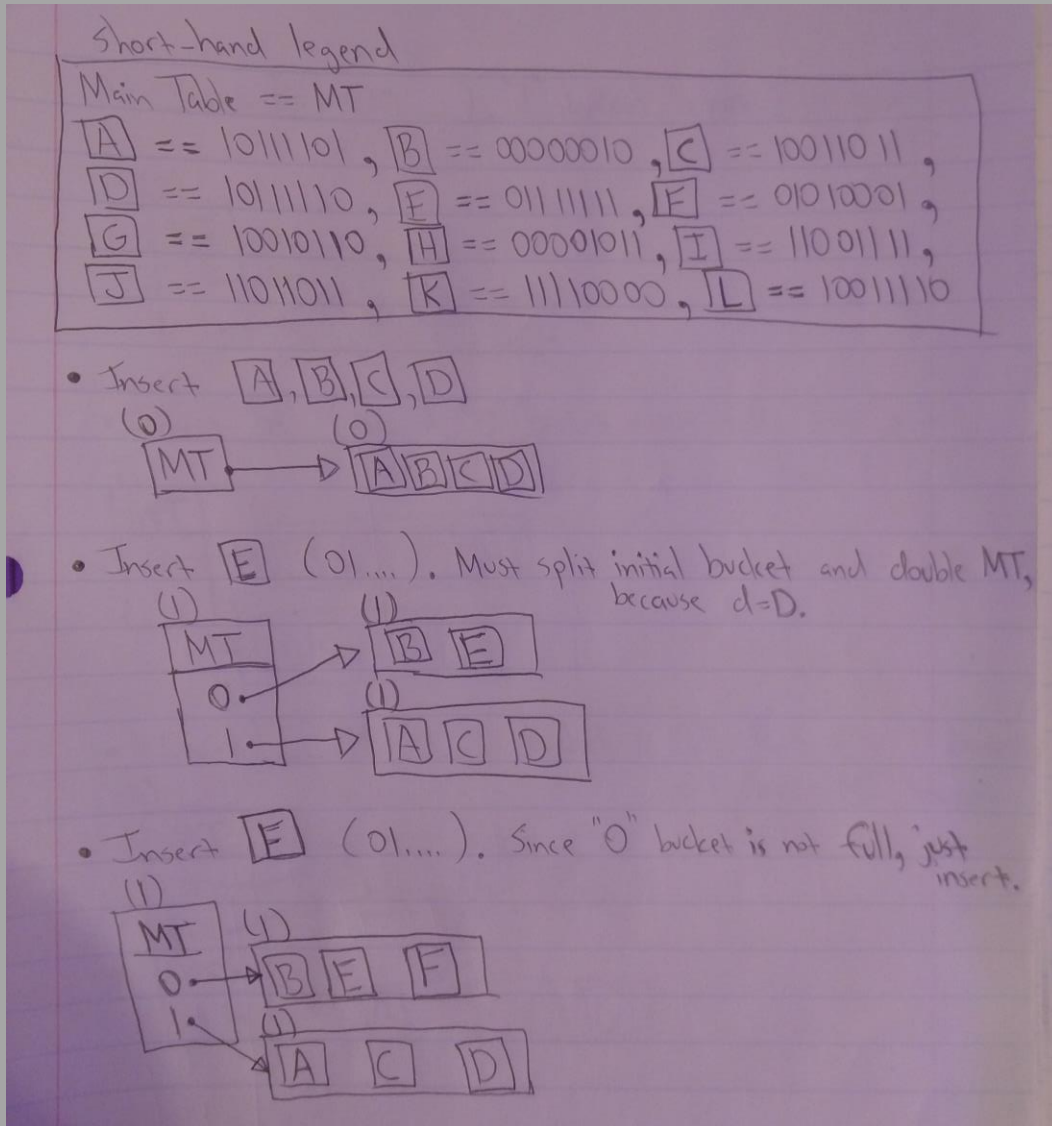 Short-hand legend
Main Table == MT
A == 10111101, B == 00000010, C == 10011011,
D == 10111110, E == 01111111, F == 01010001,
G == 10010110, H == 00001011, I == 11001111,
J == 11011011, K == 11110000, L == 10011110
• Insert A, B, C, D
(0) (0)
MT A B C D
• Insert E (01....). Must split initial bucket and double MT,
because d=D.
(1) (1)
MT B E
0
(1)
1 A C D
• Insert F (01....). Since "0" bucket is not full, just
insert.
(1)
MT (1)
0 B E F
1 (1)
A C D